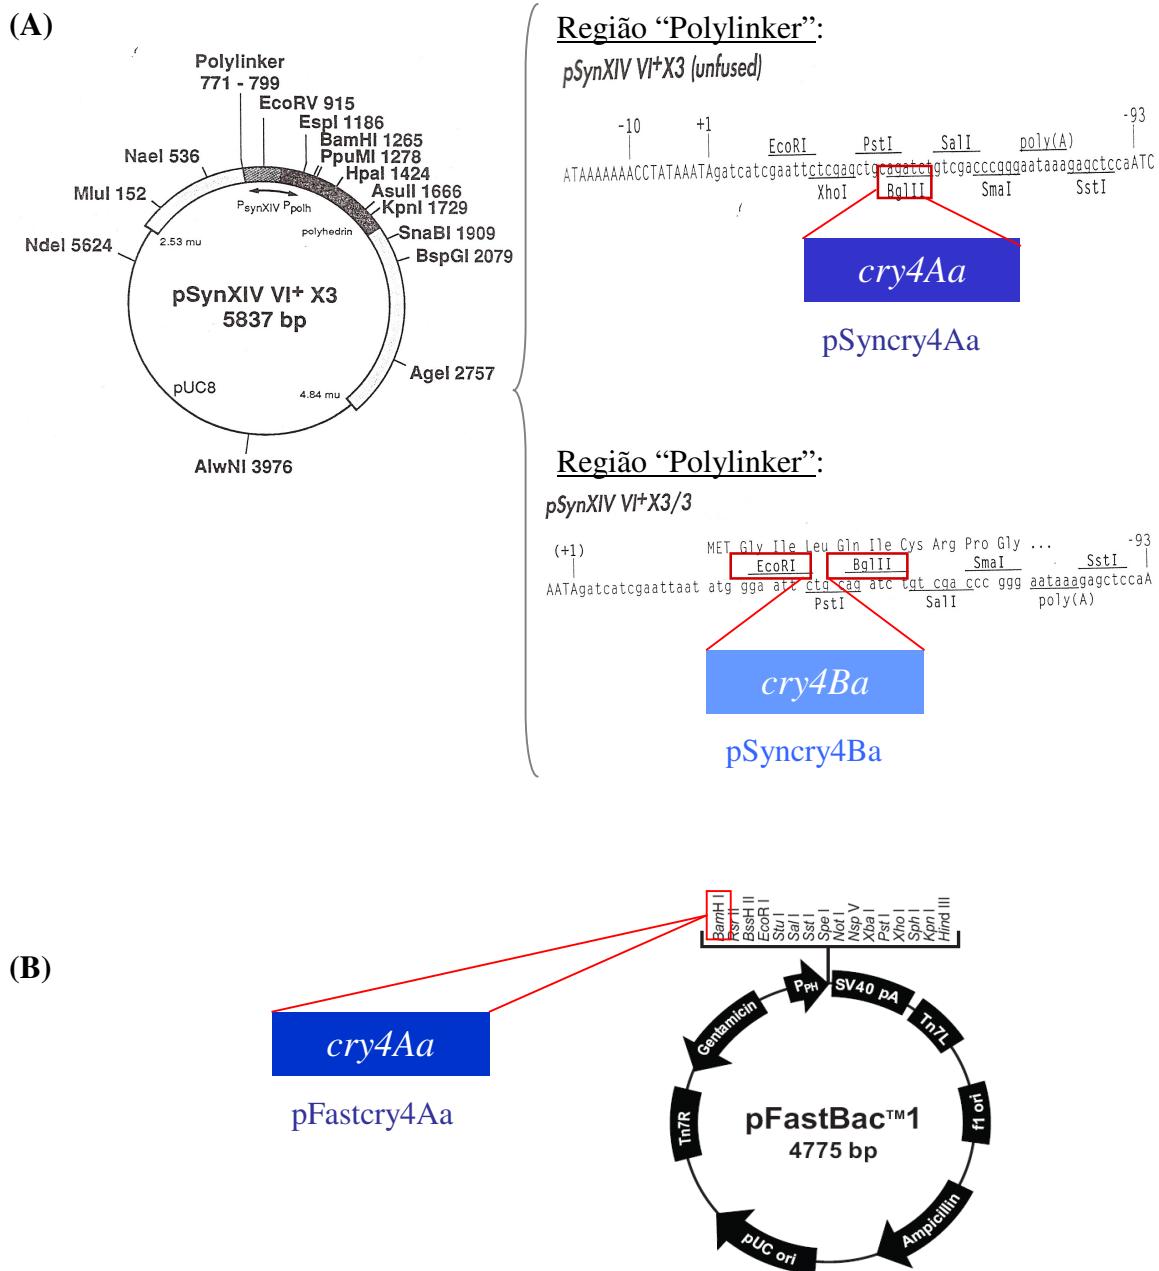 (A)
Polylinker
771 - 799
EcoRV 915
EspI 1186
BamHI 1265
PpuMI 1278
HpaI 1424
AsuII 1666
KpnI 1729
SnaBI 1909
BspGI 2079
AgeI 2757
AlwNI 3976
NdeI 5624
MluI 152
NaeI 536
PsynXIV Ppolh
polyhedrin
2.53 mu
pSynXIV VI+ X3
5837 bp
pUC8
4.84 mu
Região “Polylinker”:
pSynXIV VI+X3 (unfused)
-10 +1 -93
EcoRI PstI SalI poly(A)
ATAAAAAAACCTATAAATAgatcatcgaattctcgagctgcagatctgtcgacccgggaataaagagctccaATC
XhoI BglII SmaI SstI
cry4Aa
pSyncry4Aa
Região “Polylinker”:
pSynXIV VI+X3/3
(+1) MET Gly Ile Leu Gln Ile Cys Arg Pro Gly ... -93
EcoRI BglII SmaI SstI
AATAgatcatcgaattaat atg gga att ctg cag atc tgt cga ccc ggg aataaagagctccaA
PstI SalI poly(A)
cry4Ba
pSyncry4Ba
(B)
BamH I
Rsr II
BssH II
EcoR I
Stu I
Sal I
Sst I
Spe I
Not I
Nsp V
Xba I
Pst I
Xho I
Sph I
Kpn I
Hind III
cry4Aa
pFastcry4Aa
PPH
SV40 pA
Tn7L
f1 ori
Ampicillin
pUC ori
Tn7R
Gentamicin
pFastBac™1
4775 bp